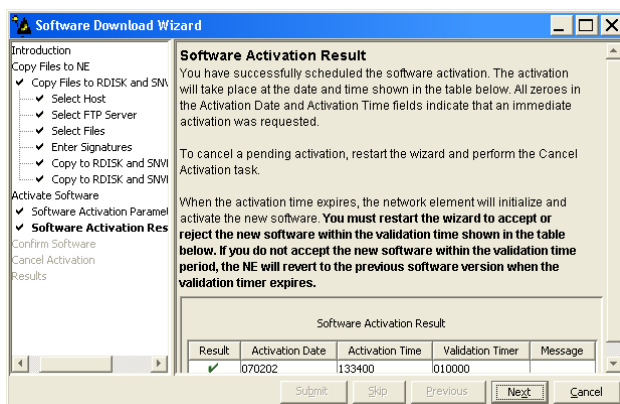 Software Download Wizard
Introduction
Copy Files to NE
Copy Files to RDISK and SNV
Select Host
Select FTP Server
Select Files
Enter Signatures
Copy to RDISK and SNVI
Copy to RDISK and SNVI
Activate Software
Software Activation Paramet
Software Activation Res
Confirm Software
Cancel Activation
Results
Software Activation Result
You have successfully scheduled the software activation. The activation
will take place at the date and time shown in the table below. All zeroes in
the Activation Date and Activation Time fields indicate that an immediate
activation was requested.
To cancel a pending activation, restart the wizard and perform the Cancel
Activation task.
When the activation time expires, the network element will initialize and
activate the new software. You must restart the wizard to accept or
reject the new software within the validation time shown in the table
below. If you do not accept the new software within the validation time
period, the NE will revert to the previous software version when the
validation timer expires.
Software Activation Result
Result Activation Date Activation Time Validation Timer Message
070202 133400 010000
Submit Skip Previous Next Cancel